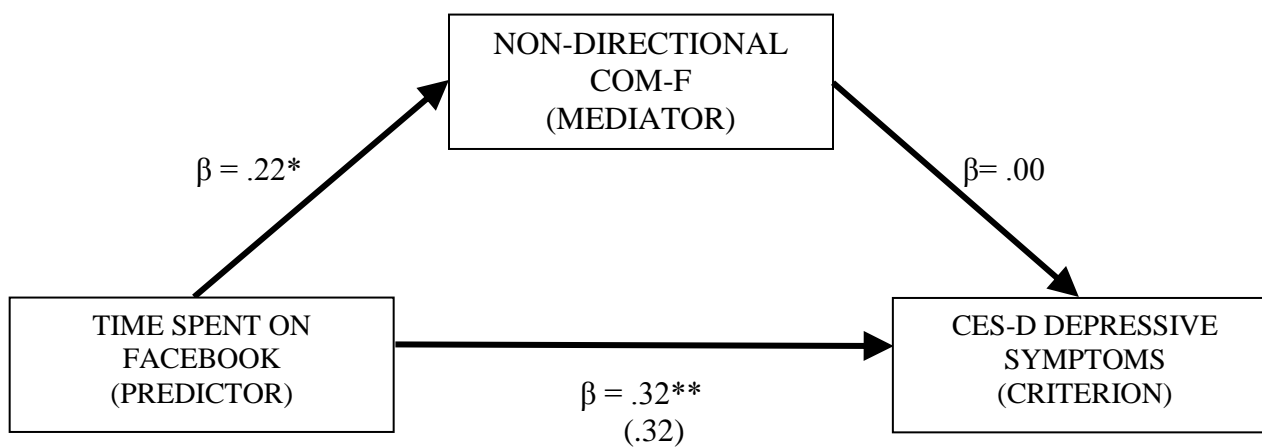 NON-DIRECTIONAL
COM-F
(MEDIATOR)
β = .22*
β= .00
TIME SPENT ON
FACEBOOK
(PREDICTOR)
β = .32**
(.32)
CES-D DEPRESSIVE
SYMPTOMS
(CRITERION)